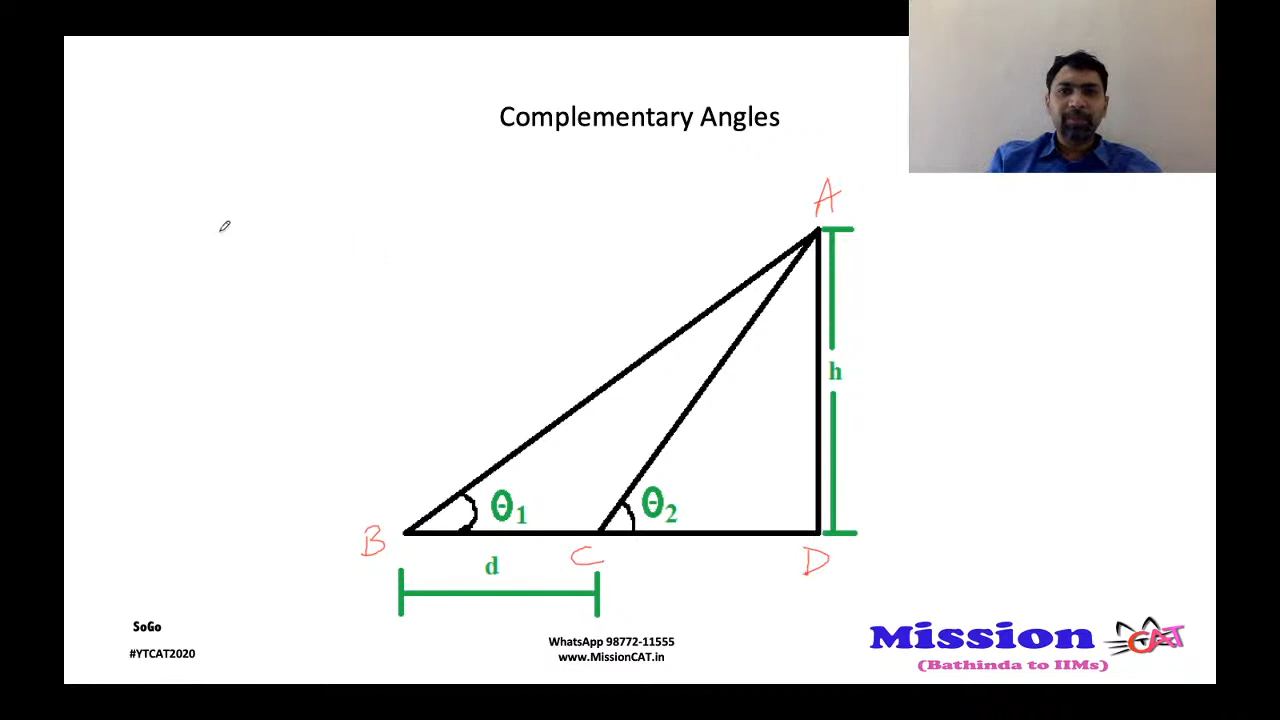 Complementary Angles
A
h
θ1
θ2
B
C
D
d
SoGo
#YTCAT2020
WhatsApp 98772-11555
www.MissionCAT.in
Mission CAT
(Bathinda to IIMs)